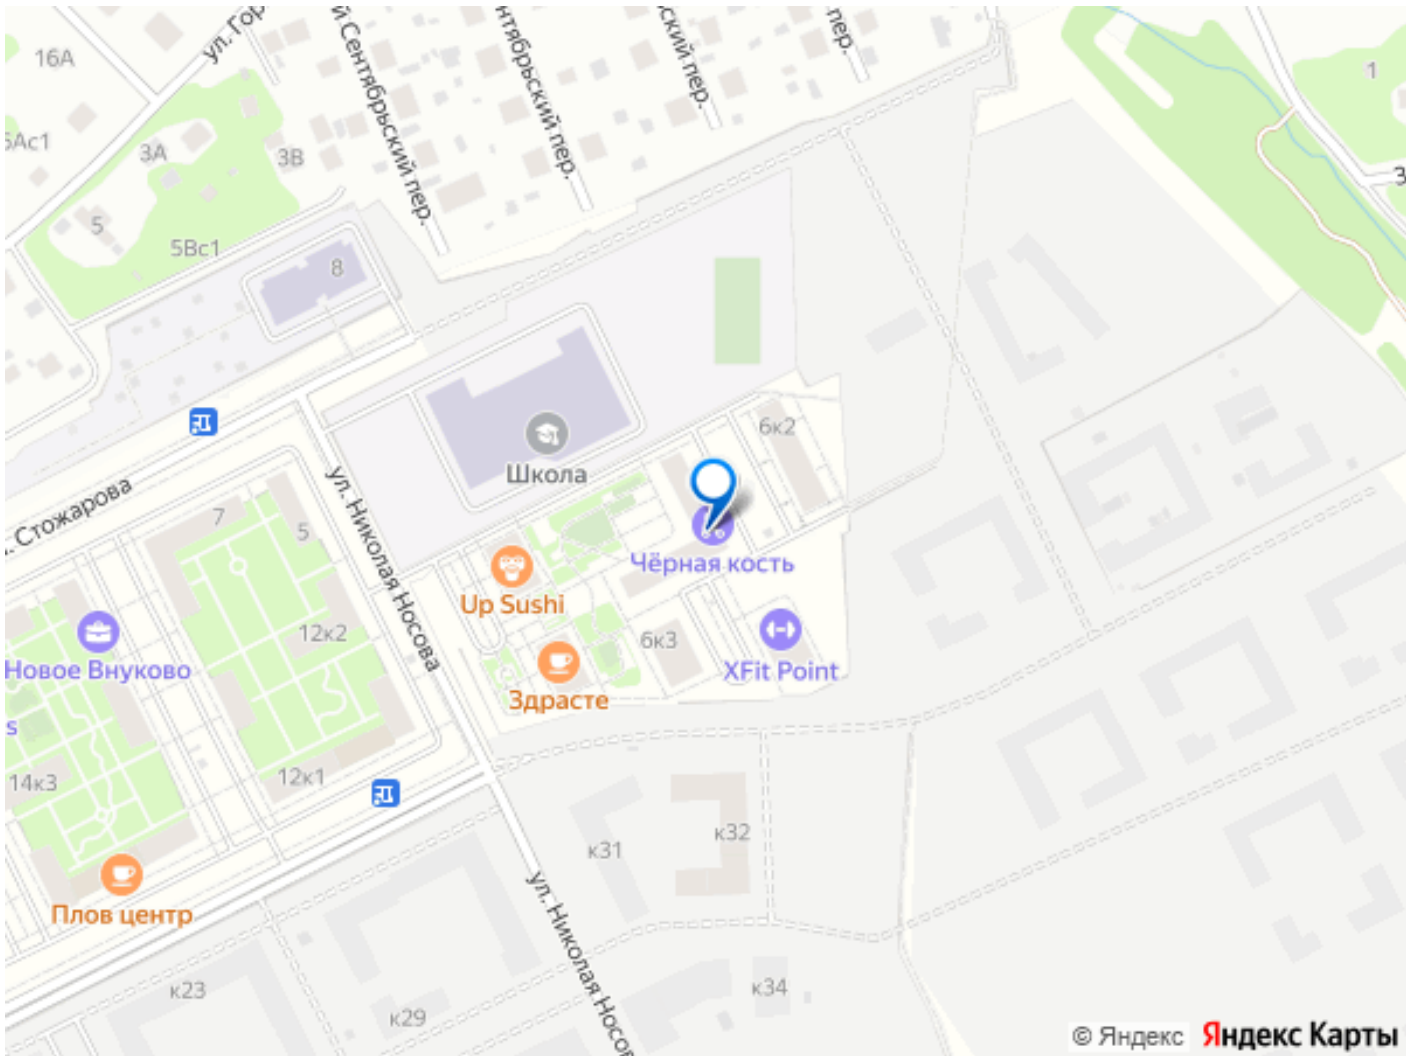 16А
ул. Гор
й Сентябрьский пер.
нтябрьский пер.
ский пер.
пер.
1
3
5Ас1
3А
3В
5
5Вс1
8
6к2
Школа
Стожарова
7
5
ул. Николая Носова
Чёрная кость
Up Sushi
12к2
6к3
Новое Внуково
XFit Point
Здрасте
s
14к3
12к1
к31
к32
Плов центр
ул. Николая Носов
к23
к29
к34
© Яндекс Яндекс Карты